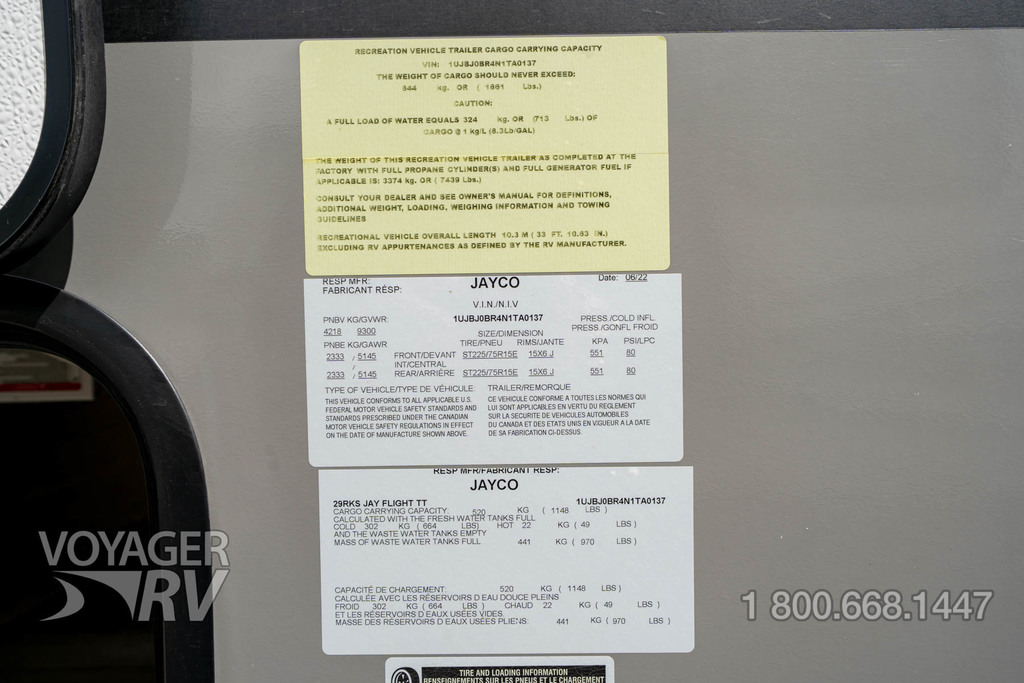 RECREATION VEHICLE TRAILER CARGO CARRYING CAPACITY
VIN: 1UJBJ0BR4N1TA0137
THE WEIGHT OF CARGO SHOULD NEVER EXCEED:
844 kg. OR ( 1861 Lbs.)
CAUTION:
A FULL LOAD OF WATER EQUALS 324 kg. OR (713 Lbs.) OF
CARGO @ 1 kg/L (8.3Lb/GAL)
THE WEIGHT OF THIS RECREATION VEHICLE TRAILER AS COMPLETED AT THE
FACTORY WITH FULL PROPANE CYLINDER(S) AND FULL GENERATOR FUEL IF
APPLICABLE IS: 3374 kg. OR ( 7439 Lbs.)
CONSULT YOUR DEALER AND SEE OWNER'S MANUAL FOR DEFINITIONS,
ADDITIONAL WEIGHT, LOADING, WEIGHING INFORMATION AND TOWING
GUIDELINES
RECREATIONAL VEHICLE OVERALL LENGTH 10.3 M ( 33 FT. 10.63 IN.)
EXCLUDING RV APPURTENANCES AS DEFINED BY THE RV MANUFACTURER.
RESP MFR: JAYCO Date: 06/22
FABRICANT RÉSP:
V.I.N./N.I.V
PNBV KG/GVWR: 1UJBJ0BR4N1TA0137 PRESS./COLD INFL.
4218 9300 SIZE/DIMENSION PRESS /GONFL FROID
PNBE KG/GAWR TIRE/PNEU RIMS/JANTE KPA PSI/LPC
2333 / 5145 FRONT/DEVANT ST225/75R15E 15X6 J 551 80
/ INT/CENTRAL
2333 / 5145 REAR/ARRIÈRE ST225/75R15E 15X6 J 551 80
TYPE OF VEHICLE/TYPE DE VÉHICULE TRAILER/REMORQUE
THIS VEHICLE CONFORMS TO ALL APPLICABLE U.S.
FEDERAL MOTOR VEHICLE SAFETY STANDARDS AND
STANDARDS PRESCRIBED UNDER THE CANADIAN
MOTOR VEHICLE SAFETY REGULATIONS IN EFFECT
ON THE DATE OF MANUFACTURE SHOWN ABOVE.
CE VEHICULE CONFORME A TOUTES LES NORMES QUI
LUI SONT APPLICABLES EN VERTU DU REGLEMENT
SUR LA SECURITE DE VEHICULES AUTOMOBILES
DU CANADA ET DES ETATS UNIS EN VIGUEUR A LA DATE
DE SA FABRICATION CI-DESSUS.
RESP MFR/FABRICANT RESP:
JAYCO
29RKS JAY FLIGHT TT 1UJBJ0BR4N1TA0137
CARGO CARRYING CAPACITY: 520 KG ( 1148 LBS )
CALCULATED WITH THE FRESH WATER TANKS FULL
COLD 302 KG ( 664 LBS) HOT 22 KG ( 49 LBS )
AND THE WASTE WATER TANKS EMPTY
MASS OF WASTE WATER TANKS FULL 441 KG ( 970 LBS )
CAPACITÉ DE CHARGEMENT: 520 KG ( 1148 LBS )
CALCULÉE AVEC LES RÉSERVOIRS D EAU DOUCE PLEINS
FROID 302 KG ( 664 LBS ) CHAUD 22 KG ( 49 LBS )
ET LES RÉSERVOIRS D EAUX USÉES VIDES
MASSE DES RÉSERVOIRS D EAUX USÉES PLEINS: 441 KG ( 970 LBS )
TIRE AND LOADING INFORMATION
RENSEIGNEMENTS SUR LES PNEUS ET LE CHARGEMENT
VOYAGER
RV
1 800.668.1447